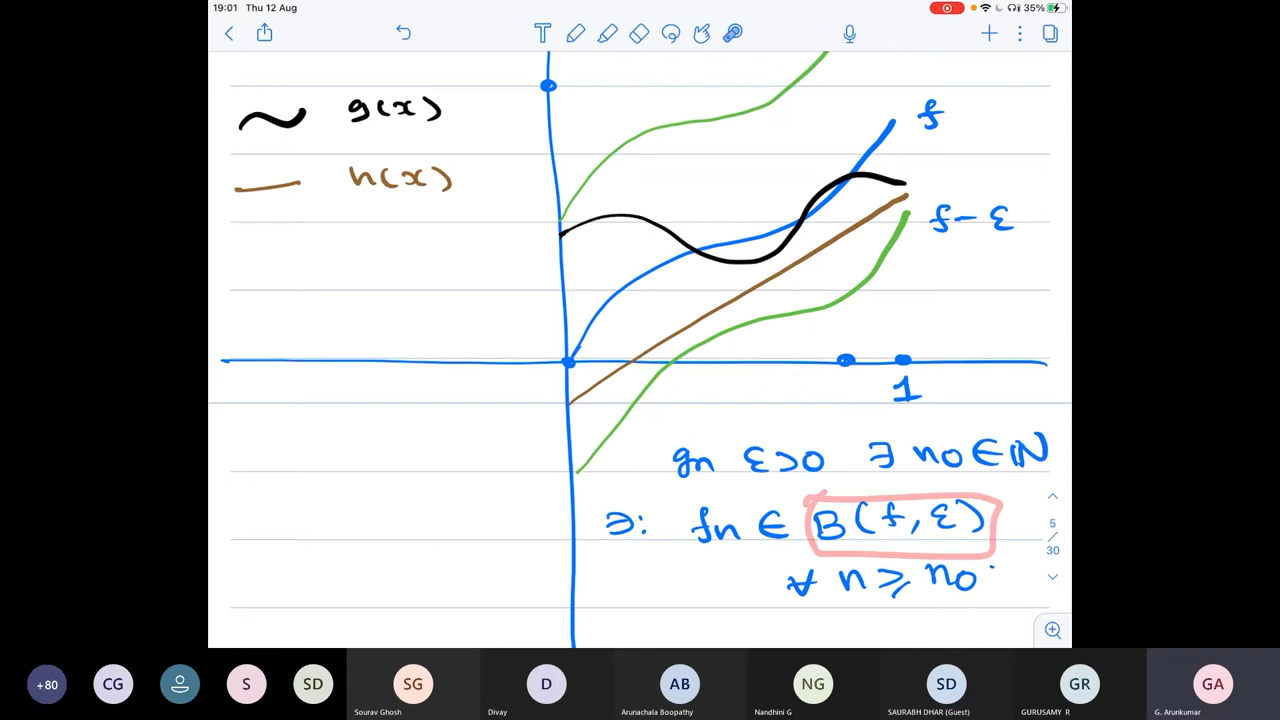 19:01 Thu 12 Aug
35%
T
g(x)
h(x)
f
f-ε
1
gn ε>0 ∃ n0 ∈ ℕ
∋: fn ∈ B(f, ε)
∀ n ≥ n0.
5
/
30
+80
CG
S
SD
SG
D
AB
NG
SD
GR
GA
Sourav Ghosh
Divay
Arunachala Boopathy
Nandhini G
SAURABH DHAR (Guest)
GURUSAMY R
G. Arunkumar